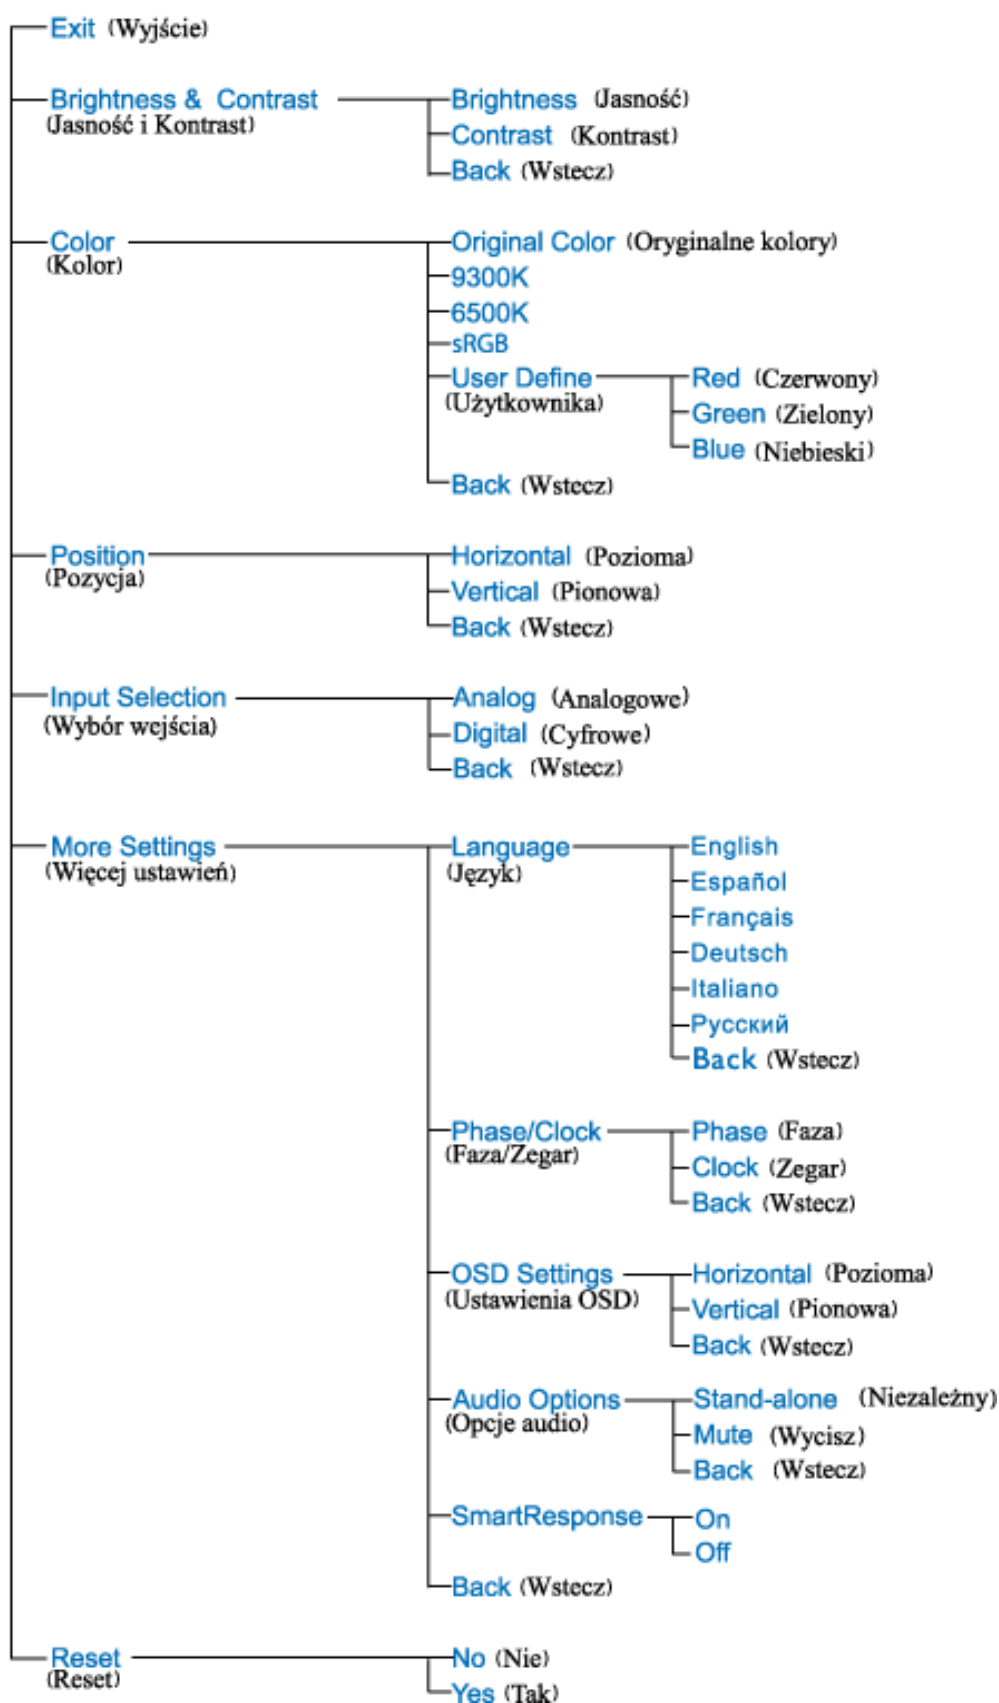 Exit (Wyjście)
Brightness & Contrast
(Jasność i Kontrast)
Brightness (Jasność)
Contrast (Kontrast)
Back (Wstecz)
Color
(Kolor)
Original Color (Oryginalne kolory)
9300K
6500K
sRGB
User Define
(Użytkownika)
Red (Czerwony)
Green (Zielony)
Blue (Niebieski)
Back (Wstecz)
Position
(Pozycja)
Horizontal (Pozioma)
Vertical (Pionowa)
Back (Wstecz)
Input Selection
(Wybór wejścia)
Analog (Analogowe)
Digital (Cyfrowe)
Back (Wstecz)
More Settings
(Więcej ustawień)
Language
(Język)
English
Español
Français
Deutsch
Italiano
Русский
Back (Wstecz)
Phase/Clock
(Faza/Zegar)
Phase (Faza)
Clock (Zegar)
Back (Wstecz)
OSD Settings
(Ustawienia OSD)
Horizontal (Pozioma)
Vertical (Pionowa)
Back (Wstecz)
Audio Options
(Opcje audio)
Stand-alone (Niezależny)
Mute (Wycisz)
Back (Wstecz)
SmartResponse
On
Off
Back (Wstecz)
Reset
(Reset)
No (Nie)
Yes (Tak)